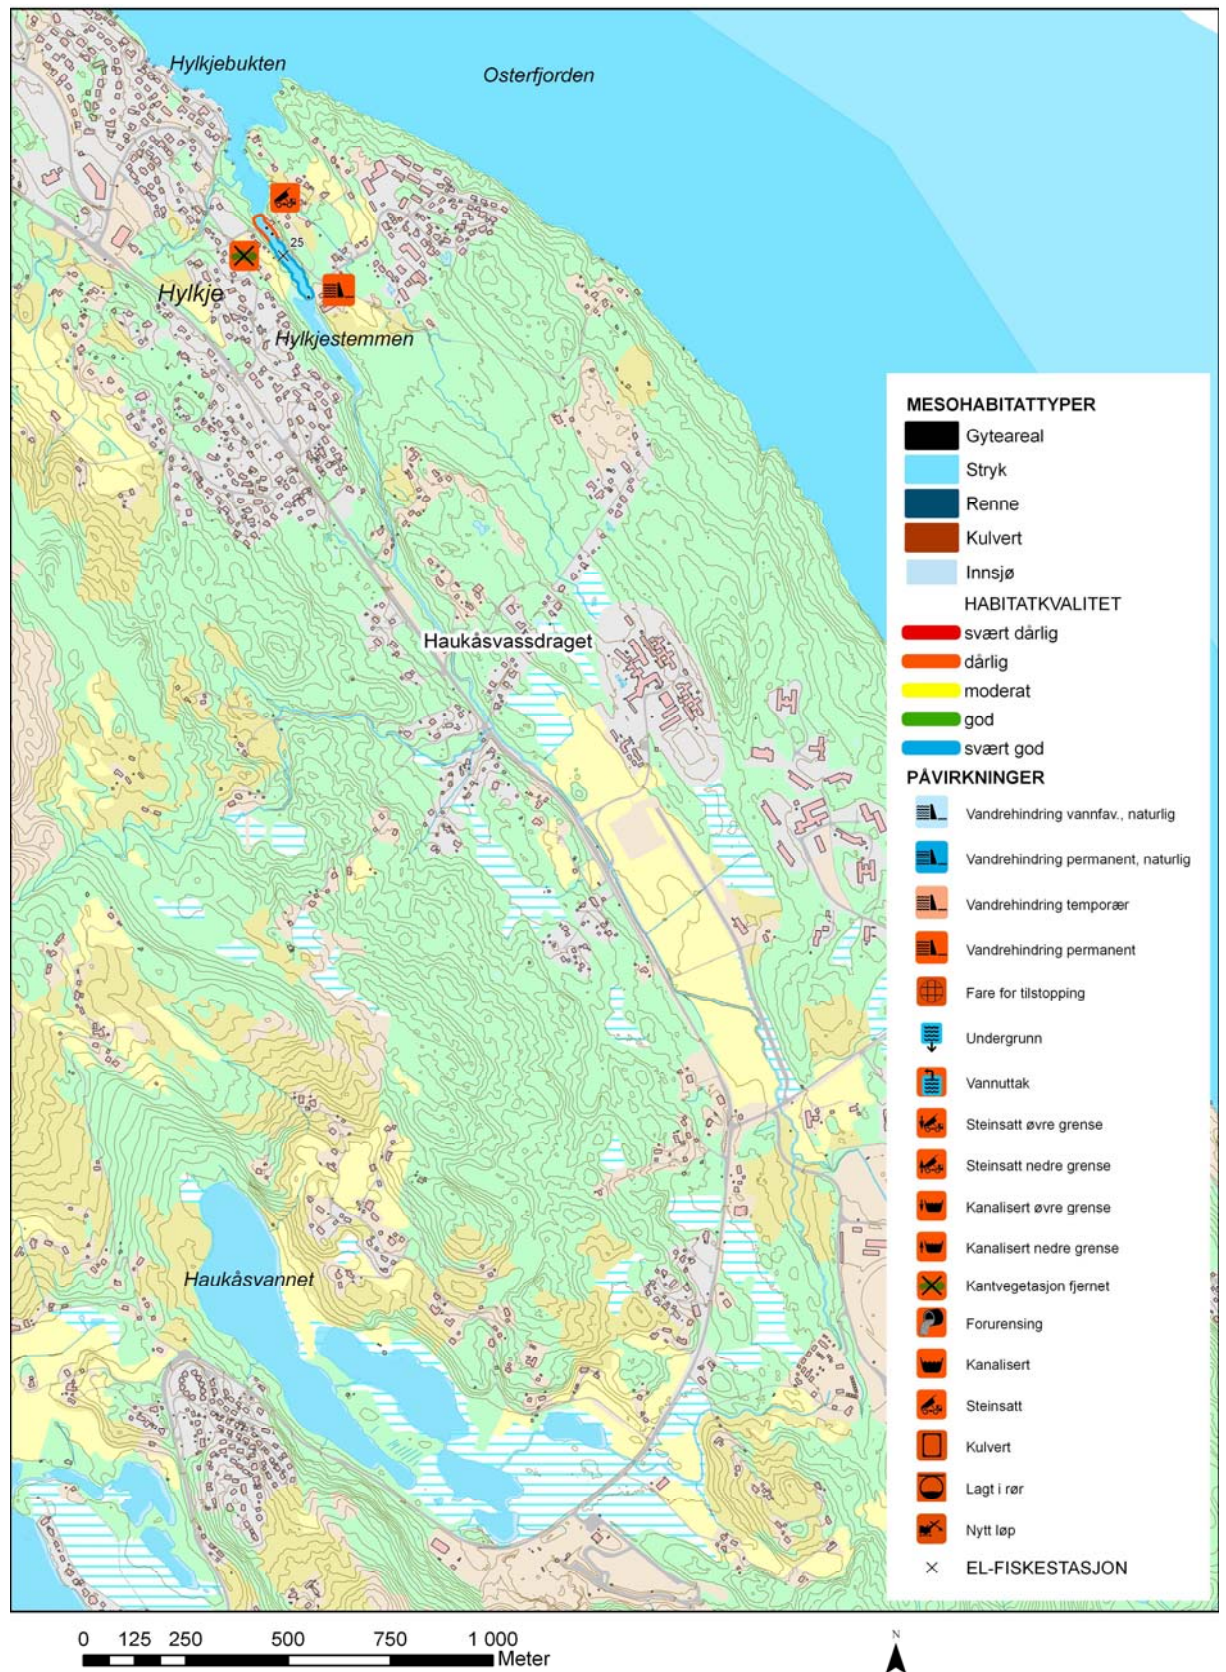 Hylkjebukten
Osterfjorden
25
Hylkje
Hylkjestemmen
Haukåsvassdraget
Haukåsvannet
MESOHABITATTYPER
Gyteareal
Stryk
Renne
Kulvert
Innsjø
HABITATKVALITET
svært dårlig
dårlig
moderat
god
svært god
PÅVIRKNINGER
Vandrehindring vannfav., naturlig
Vandrehindring permanent, naturlig
Vandrehindring temporær
Vandrehindring permanent
Fare for tilstopping
Undergrunn
Vannuttak
Steinsatt øvre grense
Steinsatt nedre grense
Kanalisert øvre grense
Kanalisert nedre grense
Kantvegetasjon fjernet
Forurensing
Kanalisert
Steinsatt
Kulvert
Lagt i rør
Nytt løp
EL-FISKESTASJON
0 125 250 500 750 1 000
Meter
N